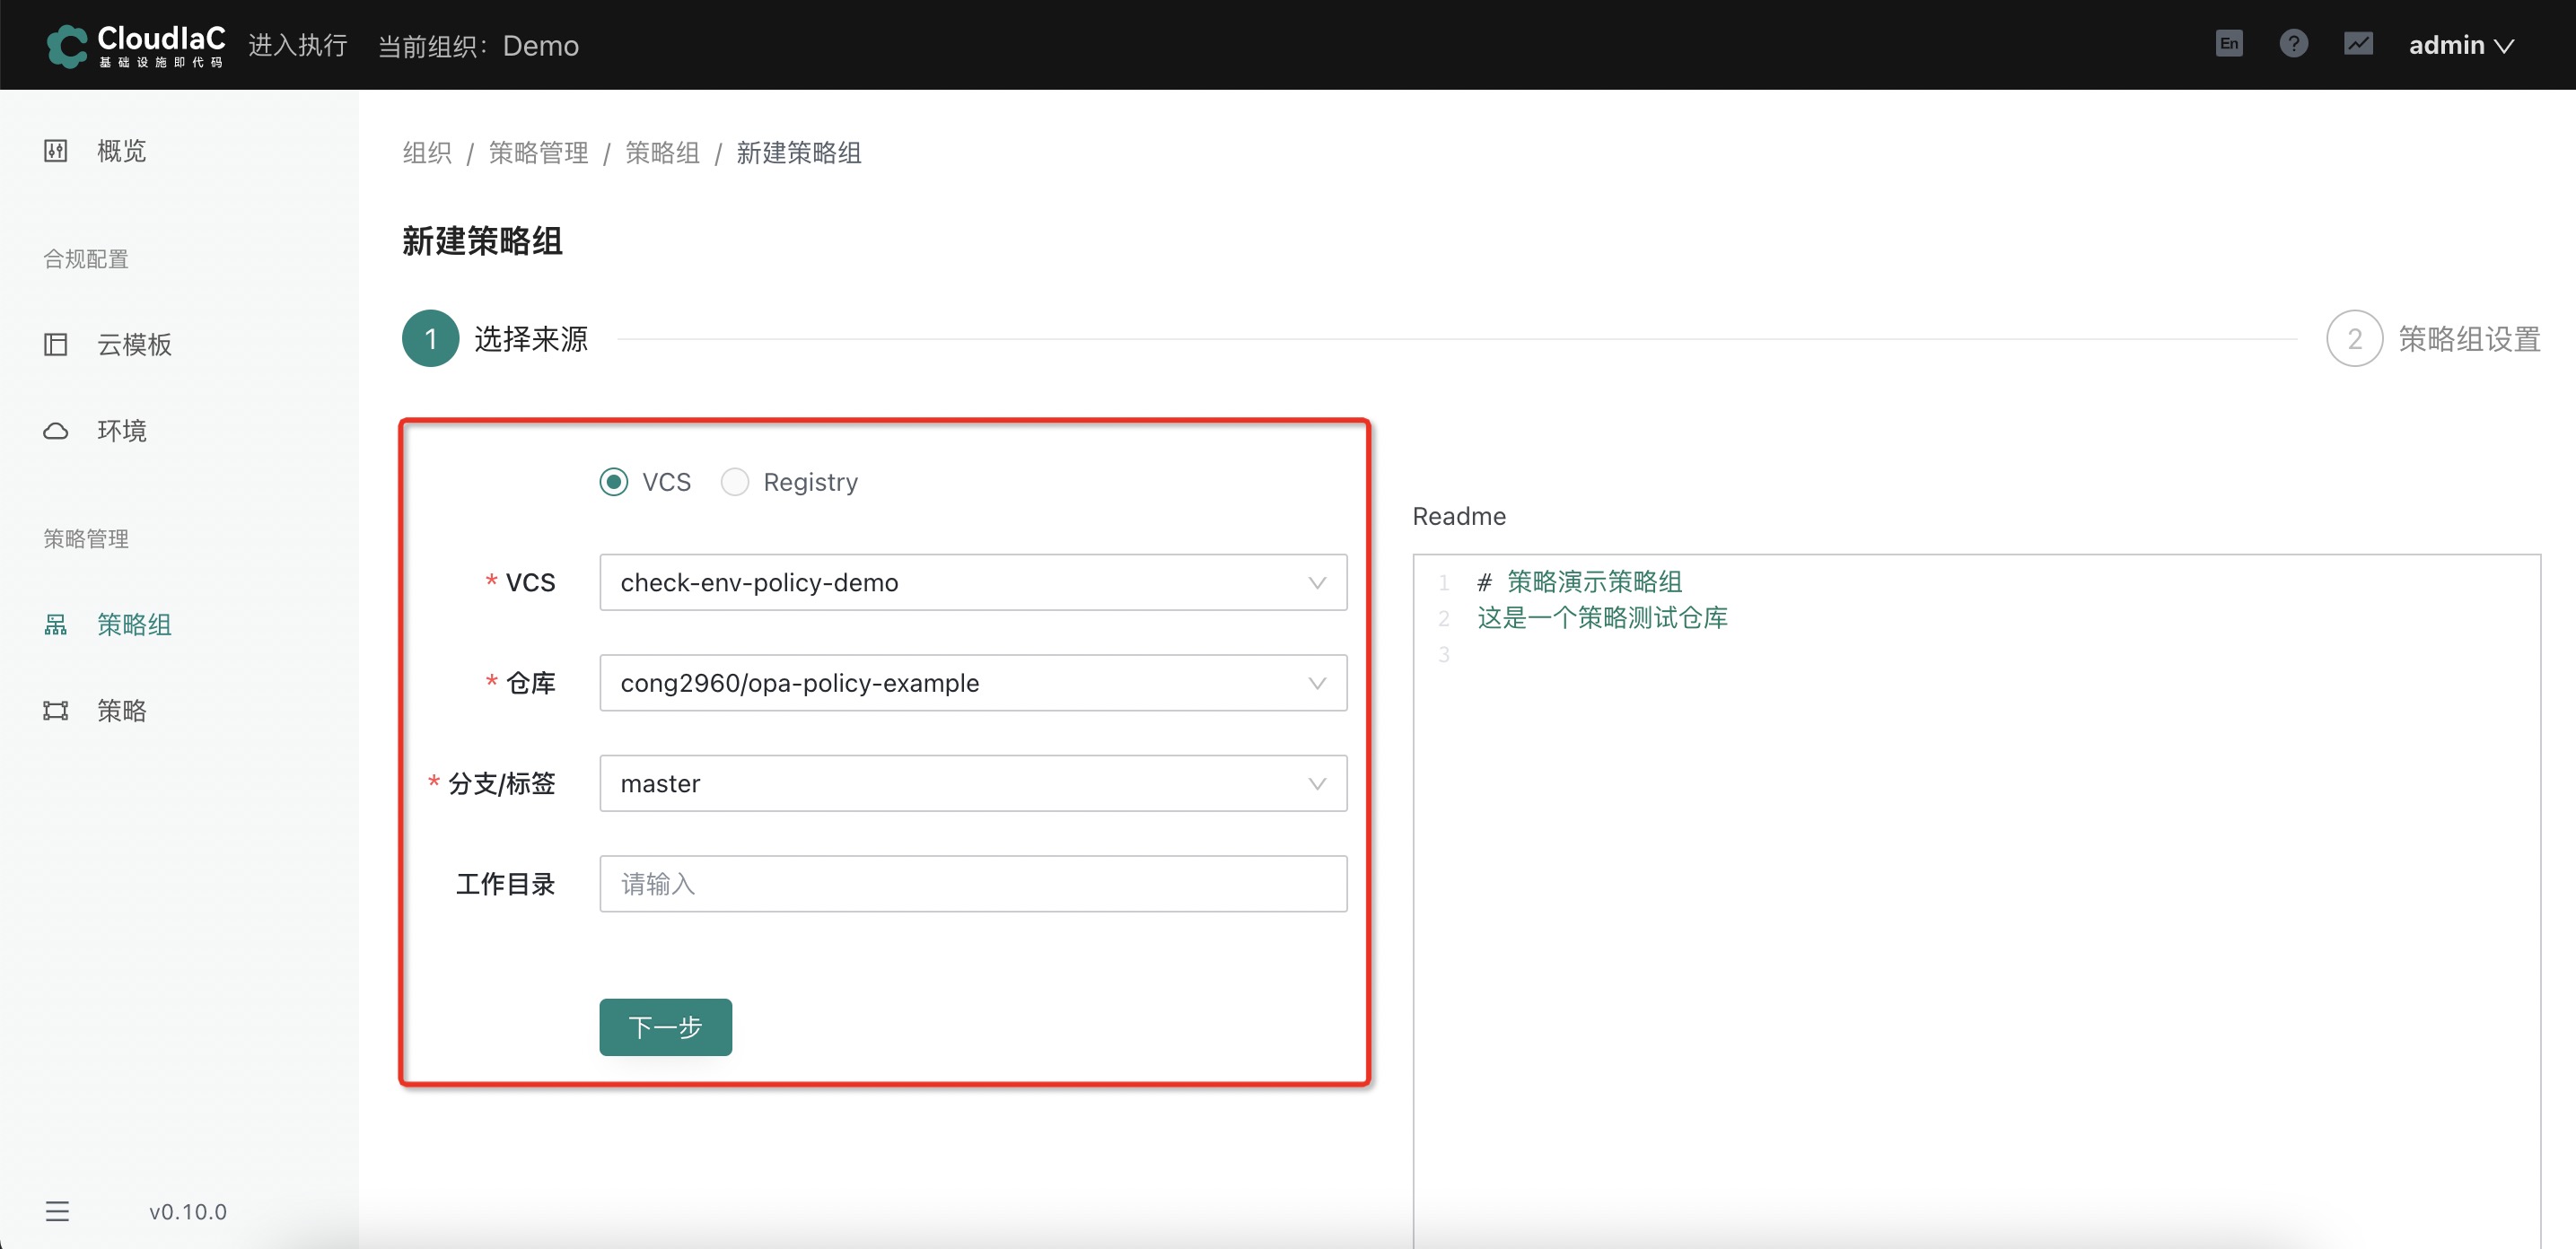 CloudIaC
基础设施即代码
进入执行
当前组织: Demo
En
?
admin
概览
合规配置
云模板
环境
策略管理
策略组
策略
v0.10.0
组织 / 策略管理 / 策略组 / 新建策略组
新建策略组
1 选择来源
2 策略组设置
VCS Registry
* VCS check-env-policy-demo
* 仓库 cong2960/opa-policy-example
* 分支/标签 master
工作目录 请输入
下一步
Readme
1 # 策略演示策略组
2 这是一个策略测试仓库
3